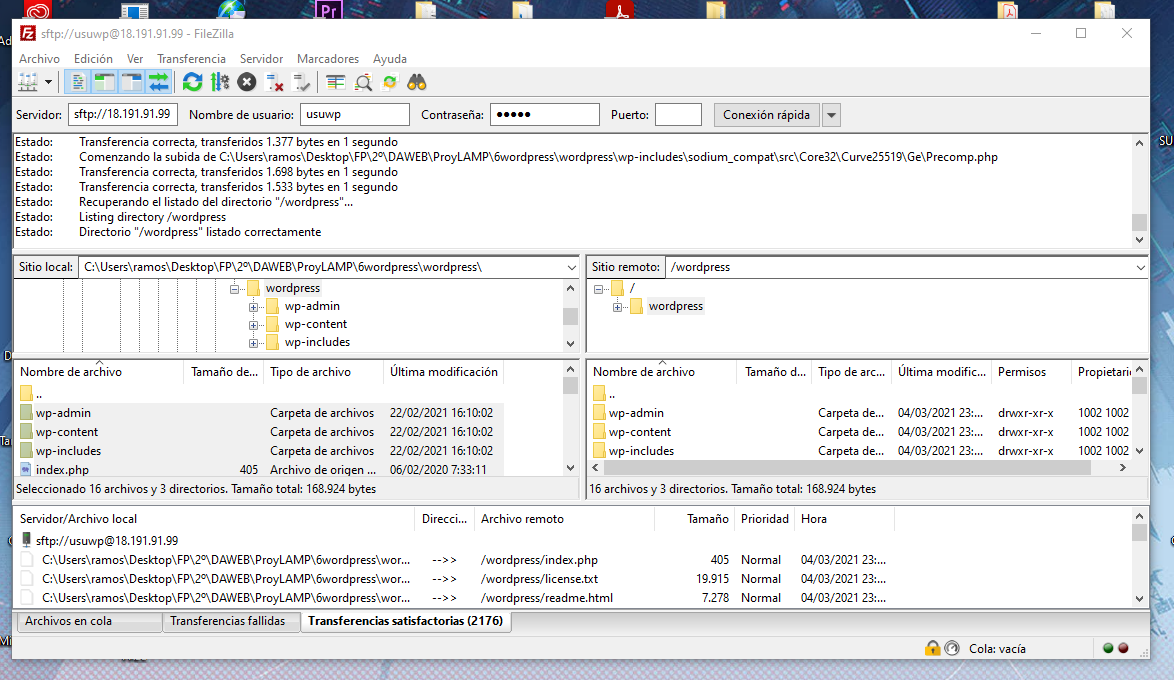 Pr
sftp://usuwp@18.191.91.99 - FileZilla
Archivo Edición Ver Transferencia Servidor Marcadores Ayuda
Servidor: sftp://18.191.91.99 Nombre de usuario: usuwp Contraseña: ●●●●● Puerto: Conexión rápida
Estado: Transferencia correcta, transferidos 1.377 bytes en 1 segundo
Estado: Comenzando la subida de C:\Users\ramos\Desktop\FP\2º\DAWEB\ProyLAMP\6wordpress\wordpress\wp-includes\sodium_compat\src\Core32\Curve25519\Ge\Precomp.php
Estado: Transferencia correcta, transferidos 1.698 bytes en 1 segundo
Estado: Transferencia correcta, transferidos 1.533 bytes en 1 segundo
Estado: Recuperando el listado del directorio "/wordpress"...
Estado: Listing directory /wordpress
Estado: Directorio "/wordpress" listado correctamente
Sitio local: C:\Users\ramos\Desktop\FP\2º\DAWEB\ProyLAMP\6wordpress\wordpress\
wordpress
wp-admin
wp-content
wp-includes
Sitio remoto: /wordpress
/
wordpress
Nombre de archivo Tamaño de... Tipo de archivo Última modificación
..
wp-admin Carpeta de archivos 22/02/2021 16:10:02
wp-content Carpeta de archivos 22/02/2021 16:10:02
wp-includes Carpeta de archivos 22/02/2021 16:10:02
index.php 405 Archivo de origen ... 06/02/2020 7:33:11
Seleccionado 16 archivos y 3 directorios. Tamaño total: 168.924 bytes
Nombre de archivo Tamaño d... Tipo de arc... Última modific... Permisos Propietari
..
wp-admin Carpeta de... 04/03/2021 23:... drwxr-xr-x 1002 1002
wp-content Carpeta de... 04/03/2021 23:... drwxr-xr-x 1002 1002
wp-includes Carpeta de... 04/03/2021 23:... drwxr-xr-x 1002 1002
16 archivos y 3 directorios. Tamaño total: 168.924 bytes
Servidor/Archivo local Direcci... Archivo remoto Tamaño Prioridad Hora
sftp://usuwp@18.191.91.99
C:\Users\ramos\Desktop\FP\2º\DAWEB\ProyLAMP\6wordpress\wor... -->> /wordpress/index.php 405 Normal 04/03/2021 23:...
C:\Users\ramos\Desktop\FP\2º\DAWEB\ProyLAMP\6wordpress\wor... -->> /wordpress/license.txt 19.915 Normal 04/03/2021 23:...
C:\Users\ramos\Desktop\FP\2º\DAWEB\ProyLAMP\6wordpress\wor... -->> /wordpress/readme.html 7.278 Normal 04/03/2021 23:...
Archivos en cola Transferencias fallidas Transferencias satisfactorias (2176)
Cola: vacía